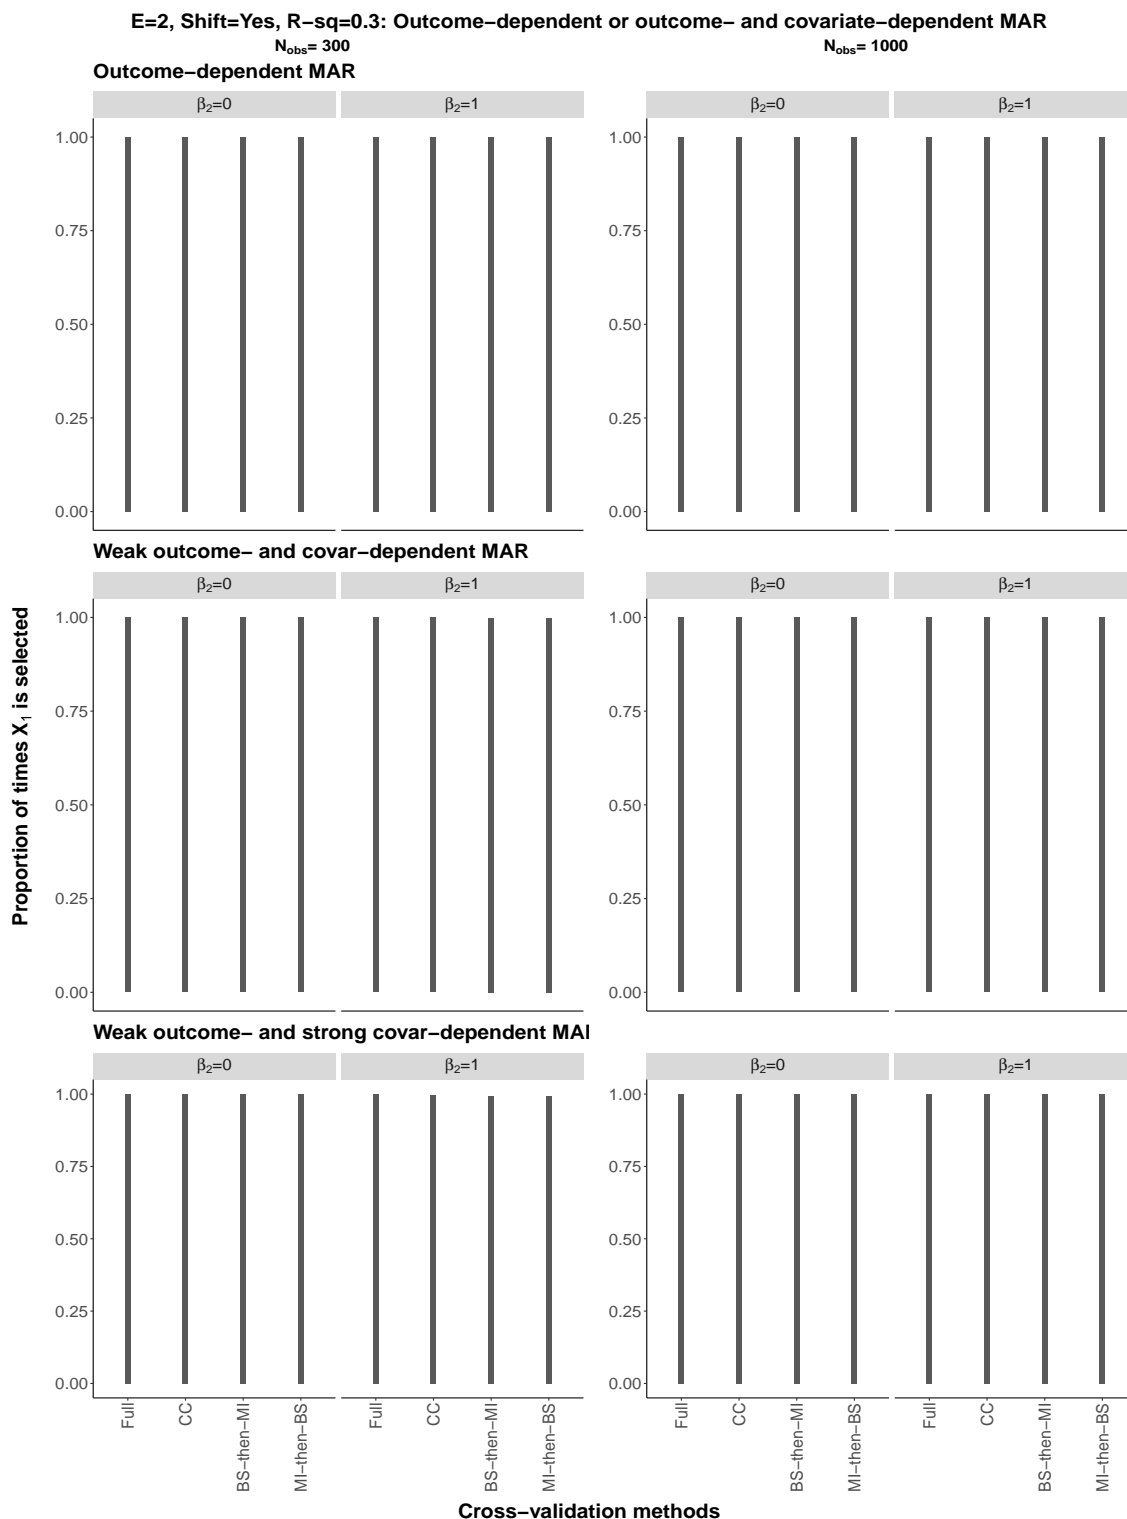 E=2, Shift=Yes, R−sq=0.3: Outcome−dependent or outcome− and covariate−dependent MAR
Nobs= 300
Nobs= 1000
Outcome−dependent MAR
β2=0
β2=1
β2=0
β2=1
1.00
0.75
0.50
0.25
0.00
1.00
0.75
0.50
0.25
0.00
Weak outcome− and covar−dependent MAR
β2=0
β2=1
β2=0
β2=1
1.00
0.75
0.50
0.25
0.00
1.00
0.75
0.50
0.25
0.00
Proportion of times X1 is selected
Weak outcome− and strong covar−dependent MAI
β2=0
β2=1
β2=0
β2=1
1.00
0.75
0.50
0.25
0.00
1.00
0.75
0.50
0.25
0.00
Full
CC
BS−then−MI
MI−then−BS
Full
CC
BS−then−MI
MI−then−BS
Full
CC
BS−then−MI
MI−then−BS
Full
CC
BS−then−MI
MI−then−BS
Cross−validation methods